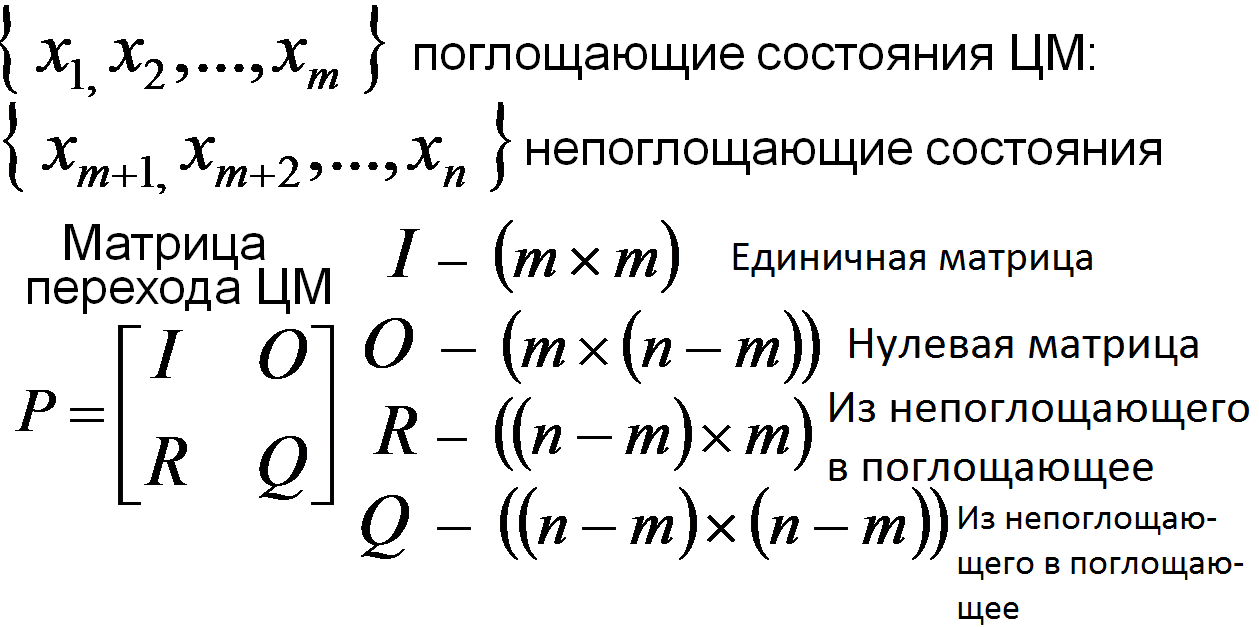 { x₁, x₂,...,xₘ } поглощающие состояния ЦМ:
{ xₘ₊₁, xₘ₊₂,...,xₙ } непоглощающие состояния
Матрица
перехода ЦМ
P = [ I O
R Q ]
I – (m × m) Единичная матрица
O – (m × (n – m)) Нулевая матрица
R – ((n – m) × m) Из непоглощающего
в поглощающее
Q – ((n – m) × (n – m)) Из непоглощаю-
щего в поглощаю-
щее